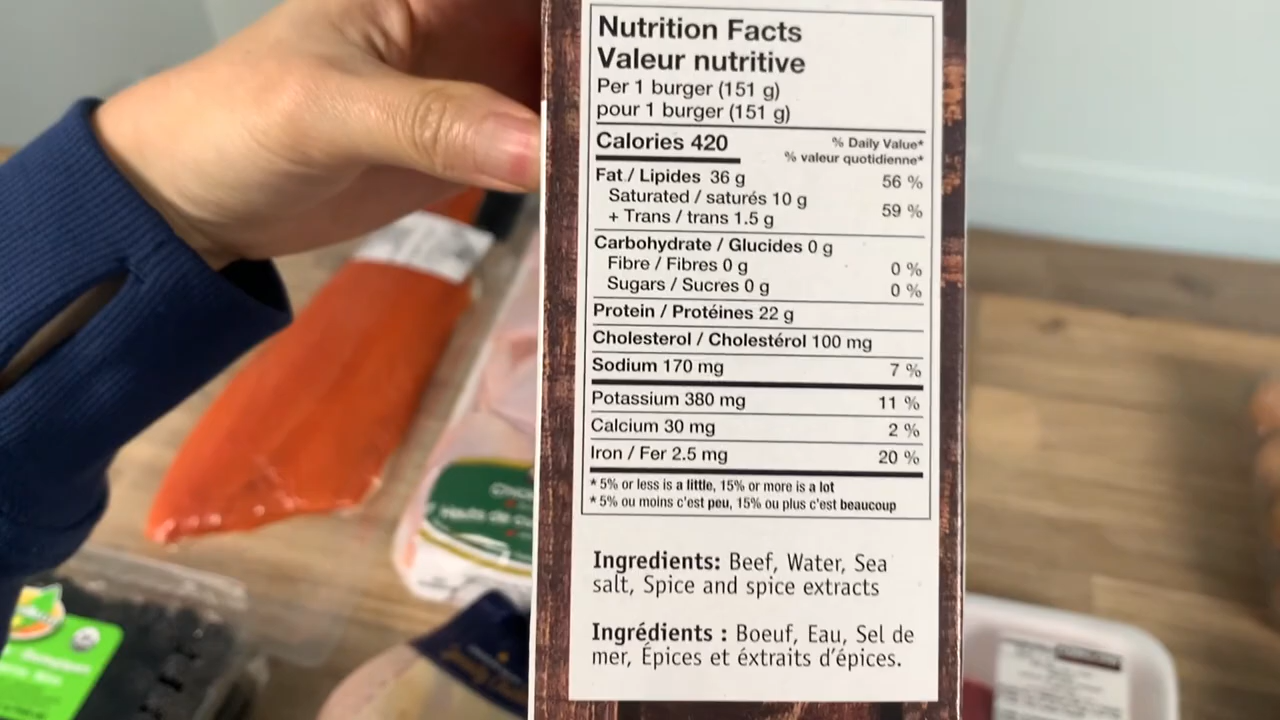 Nutrition Facts
Valeur nutritive
Per 1 burger (151 g)
pour 1 burger (151 g)
Calories 420
% Daily Value*
% valeur quotidienne*
Fat / Lipides 36 g 56 %
Saturated / saturés 10 g
+ Trans / trans 1.5 g 59 %
Carbohydrate / Glucides 0 g
Fibre / Fibres 0 g 0 %
Sugars / Sucres 0 g 0 %
Protein / Protéines 22 g
Cholesterol / Cholestérol 100 mg
Sodium 170 mg 7 %
Potassium 380 mg 11 %
Calcium 30 mg 2 %
Iron / Fer 2.5 mg 20 %
* 5% or less is a little, 15% or more is a lot
* 5% ou moins c'est peu, 15% ou plus c'est beaucoup
Ingredients: Beef, Water, Sea
salt, Spice and spice extracts
Ingrédients : Boeuf, Eau, Sel de
mer, Épices et éxtraits d'épices.
Hauts de